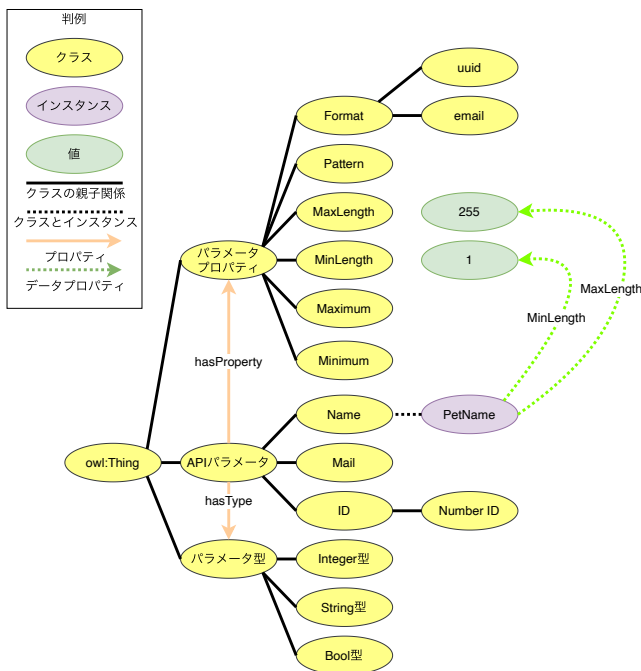 判例
クラス
インスタンス
値
クラスの親子関係
クラスとインスタンス
プロパティ
データプロパティ
uuid
Format
email
Pattern
MaxLength
255
パラメータ
プロパティ
MinLength
1
MaxLength
Maximum
MinLength
Minimum
hasProperty
Name
PetName
owl:Thing
APIパラメータ
Mail
hasType
ID
Number ID
パラメータ型
Integer型
String型
Bool型